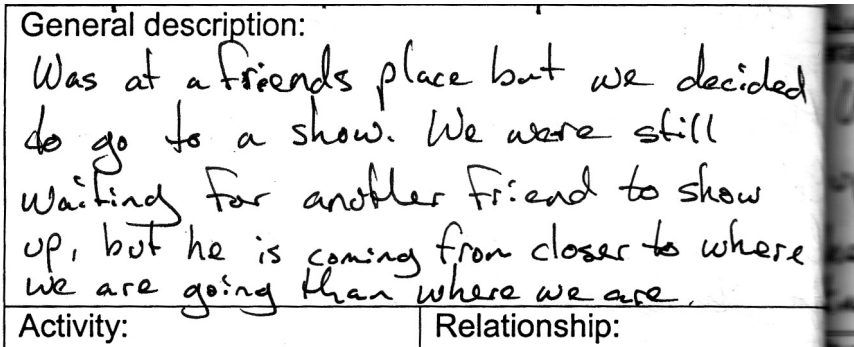 General description:
Was at a friends place but we decided
to go to a show. We were still
waiting for another friend to show
up, but he is coming from closer to where
we are going than where we are.
Activity: Relationship: